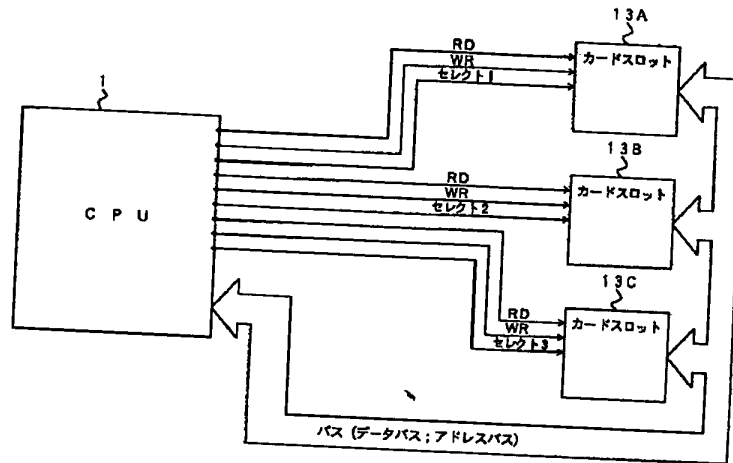 13A
RD
WR
セレクト1
カードスロット
1
CPU
13B
RD
WR
セレクト2
カードスロット
13C
RD
WR
セレクト3
カードスロット
バス (データバス;アドレスバス)